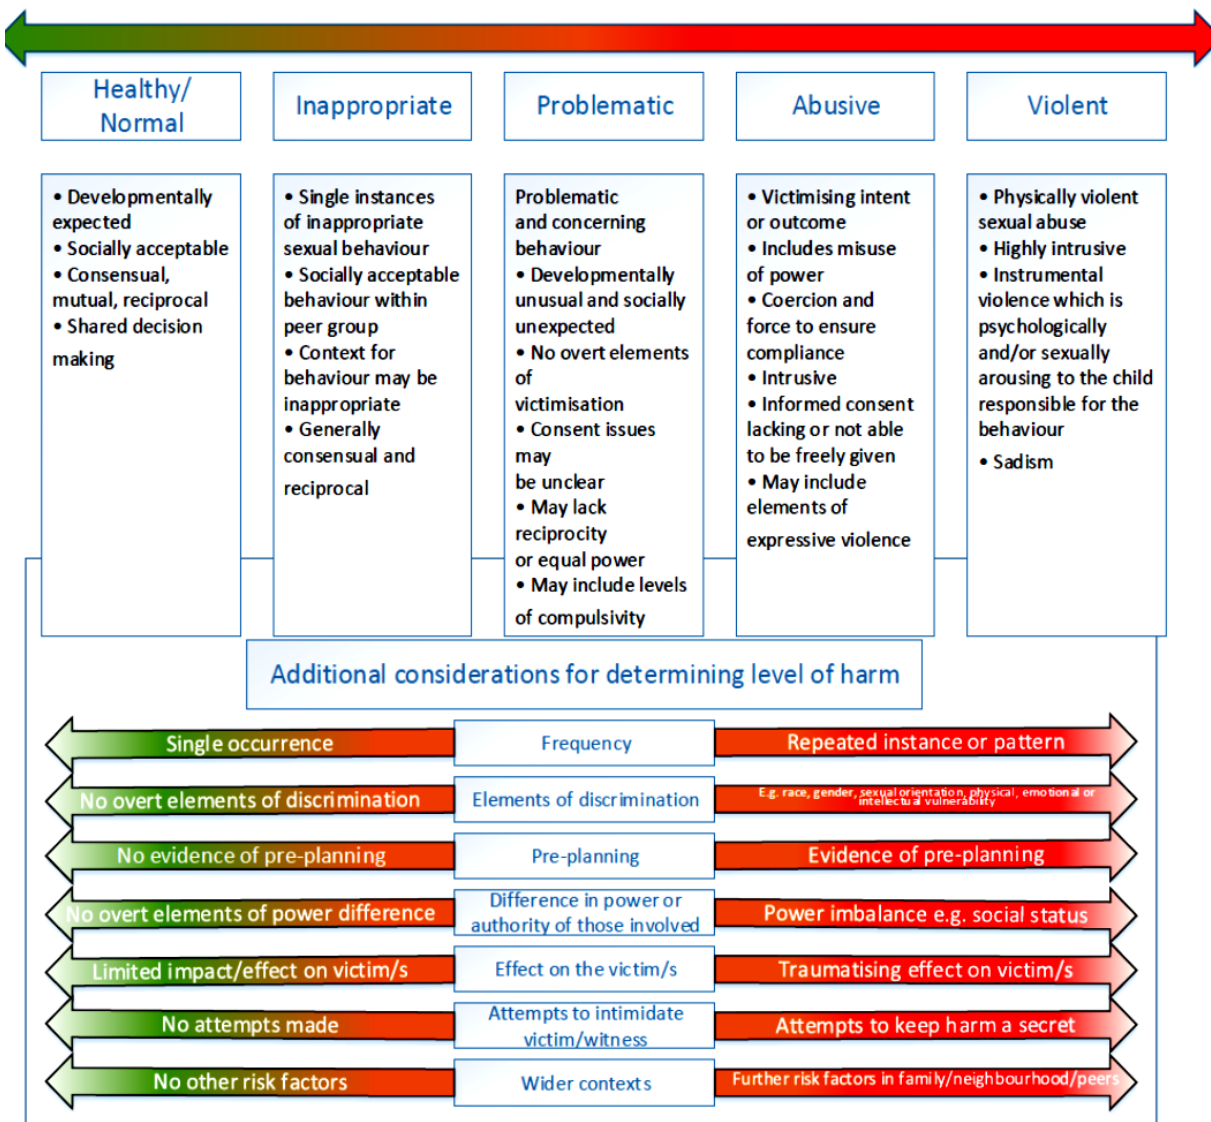 Healthy/
Normal
Inappropriate
Problematic
Abusive
Violent
• Developmentally
expected
• Socially acceptable
• Consensual,
mutual, reciprocal
• Shared decision
making
• Single instances
of inappropriate
sexual behaviour
• Socially acceptable
behaviour within
peer group
• Context for
behaviour may be
inappropriate
• Generally
consensual and
reciprocal
Problematic
and concerning
behaviour
• Developmentally
unusual and socially
unexpected
• No overt elements
of
victimisation
• Consent issues
may
be unclear
• May lack
reciprocity
or equal power
• May include levels
of compulsivity
• Victimising intent
or outcome
• Includes misuse
of power
• Coercion and
force to ensure
compliance
• Intrusive
• Informed consent
lacking or not able
to be freely given
• May include
elements of
expressive violence
• Physically violent
sexual abuse
• Highly intrusive
• Instrumental
violence which is
psychologically
and/or sexually
arousing to the child
responsible for the
behaviour
• Sadism
Additional considerations for determining level of harm
Single occurrence
Frequency
Repeated instance or pattern
No overt elements of discrimination
Elements of discrimination
E.g. race, gender, sexual orientation, physical, emotional or
intellectual vulnerability
No evidence of pre-planning
Pre-planning
Evidence of pre-planning
No overt elements of power difference
Difference in power or
authority of those involved
Power imbalance e.g. social status
Limited impact/effect on victim/s
Effect on the victim/s
Traumatising effect on victim/s
No attempts made
Attempts to intimidate
victim/witness
Attempts to keep harm a secret
No other risk factors
Wider contexts
Further risk factors in family/neighbourhood/peers